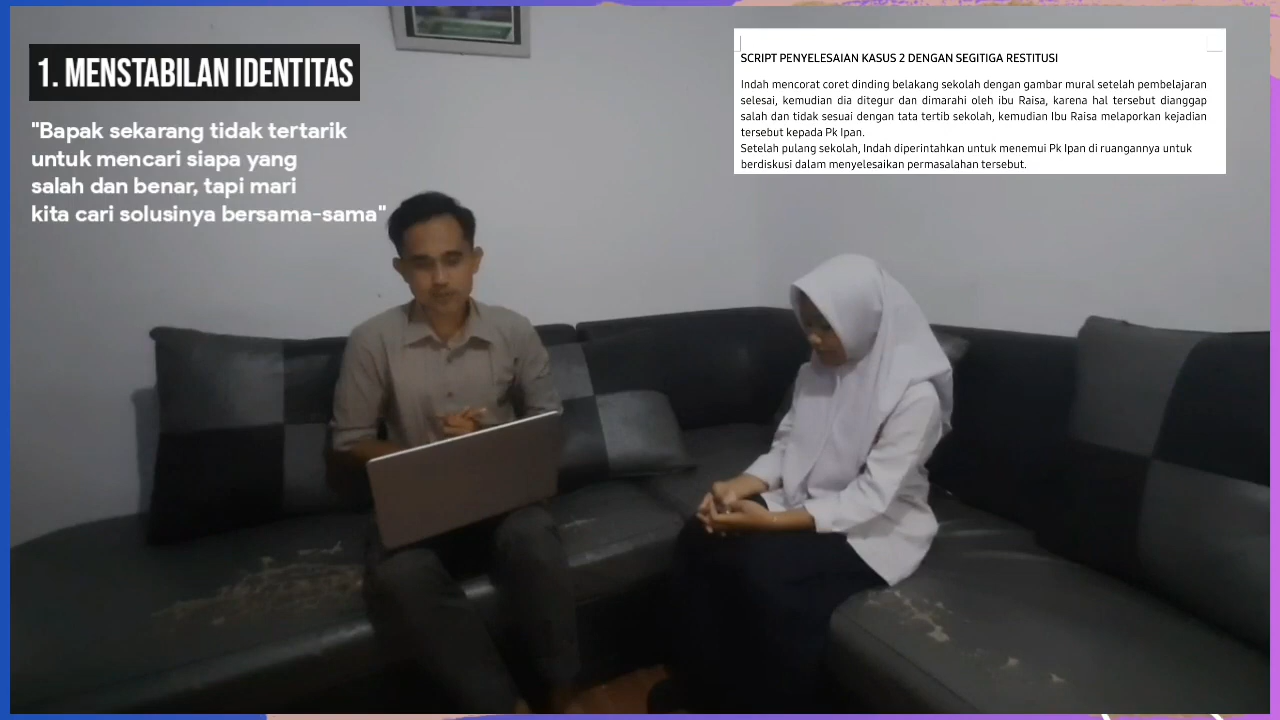 1. MENSTABILAN IDENTITAS
"Bapak sekarang tidak tertarik
untuk mencari siapa yang
salah dan benar, tapi mari
kita cari solusinya bersama-sama"
SCRIPT PENYELESAIAN KASUS 2 DENGAN SEGITIGA RESTITUSI
Indah mencorat coret dinding belakang sekolah dengan gambar mural setelah pembelajaran
selesai, kemudian dia ditegur dan dimarahi oleh ibu Raisa, karena hal tersebut dianggap
salah dan tidak sesuai dengan tata tertib sekolah, kemudian Ibu Raisa melaporkan kejadian
tersebut kepada Pk Ipan.
Setelah pulang sekolah, Indah diperintahkan untuk menemui Pk Ipan di ruangannya untuk
berdiskusi dalam menyelesaikan permasalahan tersebut.